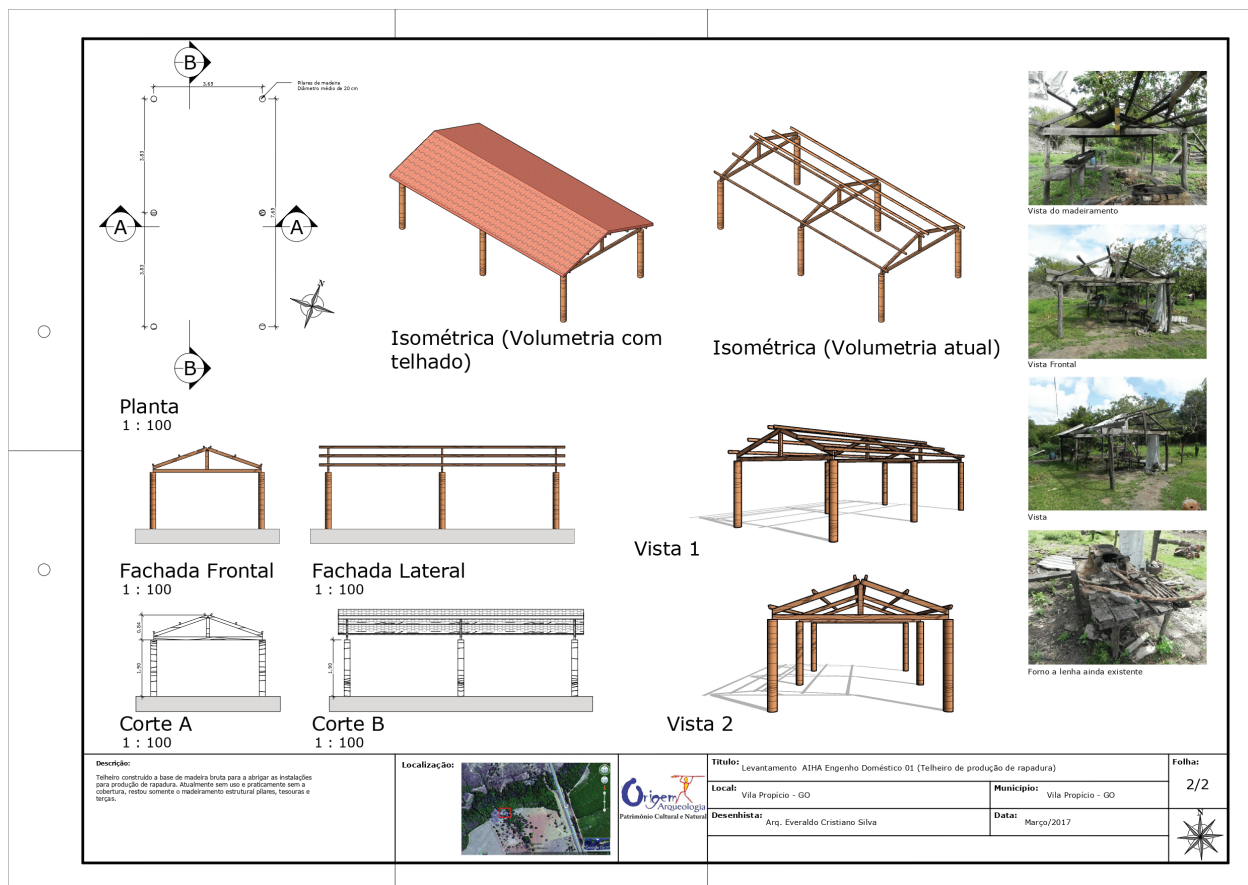 B
3,65
Pilares de madeira
Diâmetro médio de 20 cm
3,83
7,65
A
A
3,83
N
B
Planta
1 : 100
Isométrica (Volumetria com
telhado)
Isométrica (Volumetria atual)
Vista do madeiramento
Vista Frontal
Vista
Forno a lenha ainda existente
Fachada Frontal
1 : 100
Fachada Lateral
1 : 100
Vista 1
0,84
1,90
1,90
Corte A
1 : 100
Corte B
1 : 100
Vista 2
Descrição:
Telheiro construído a base de madeira bruta para a abrigar as instalações
para produção de rapadura. Atualmente sem uso e praticamente sem a
cobertura, restou somente o madeiramento estrutural pilares, tesouras e
terças.
Localização:
Origem
Arqueologia
Patrimônio Cultural e Natural
Título: Levantamento AIHA Engenho Doméstico 01 (Telheiro de produção de rapadura)
Local: Vila Propício - GO
Município: Vila Propicio - GO
Desenhista: Arq. Everaldo Cristiano Silva
Data: Março/2017
Folha:
2/2
N